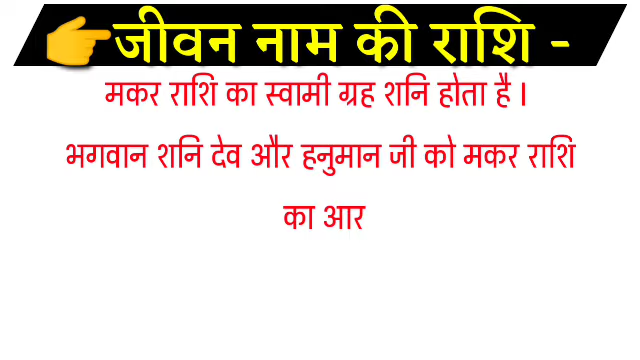 जीवन नाम की राशि -
मकर राशि का स्वामी ग्रह शनि होता है।
भगवान शनि देव और हनुमान जी को मकर राशि
का आर